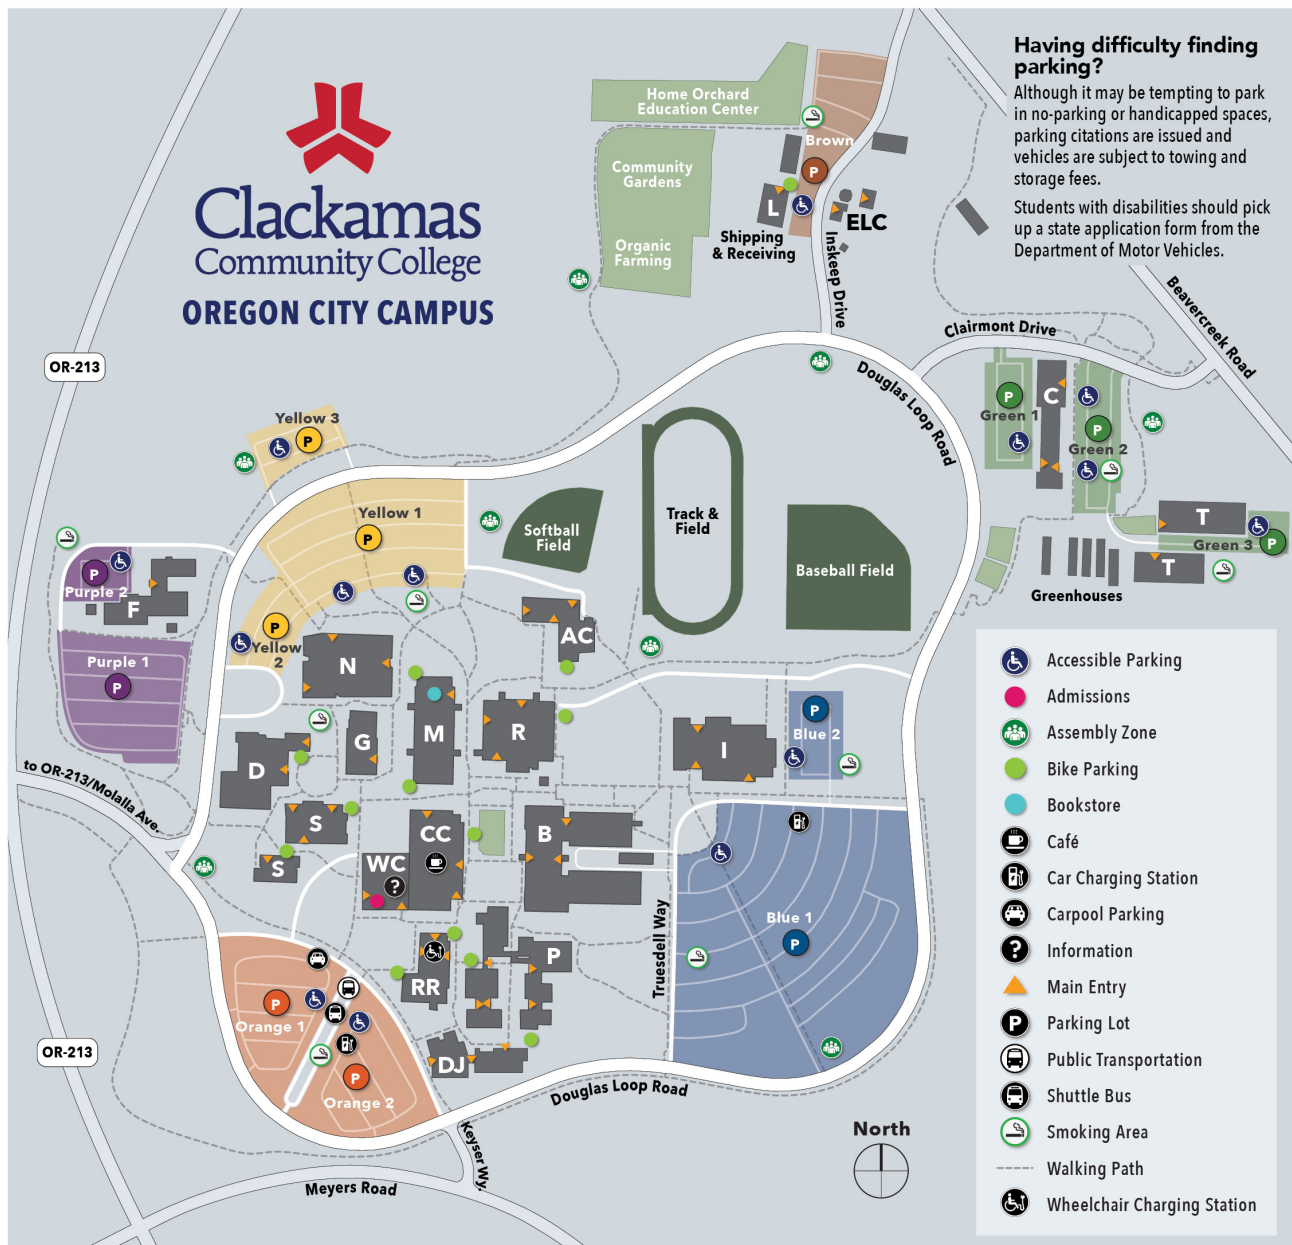 Having difficulty finding
parking?
Although it may be tempting to park
in no-parking or handicapped spaces,
parking citations are issued and
vehicles are subject to towing and
storage fees.
Students with disabilities should pick
up a state application form from the
Department of Motor Vehicles.
Clackamas
Community College
OREGON CITY CAMPUS
Home Orchard
Education Center
Community
Gardens
Organic
Farming
Brown
P
L
ELC
Shipping
& Receiving
Inskeep Drive
Beavercreek Road
Clairmont Drive
Douglas Loop Road
OR-213
Yellow 3
P
Yellow 1
P
Yellow
2
P
Green 1
P
C
Green 2
P
T
Green 3
P
T
Greenhouses
Softball
Field
Track &
Field
Baseball Field
Purple 2
P
F
Purple 1
P
AC
N
M
R
G
D
I
Blue 2
P
to OR-213/Molalla Ave.
S
S
CC
WC
?
B
Blue 1
P
Truesdell Way
RR
P
DJ
Orange 1
P
Orange 2
P
OR-213
Douglas Loop Road
Keyser Wy.
Meyers Road
North
Accessible Parking
Admissions
Assembly Zone
Bike Parking
Bookstore
Café
Car Charging Station
Carpool Parking
? Information
Main Entry
P Parking Lot
Public Transportation
Shuttle Bus
Smoking Area
Walking Path
Wheelchair Charging Station